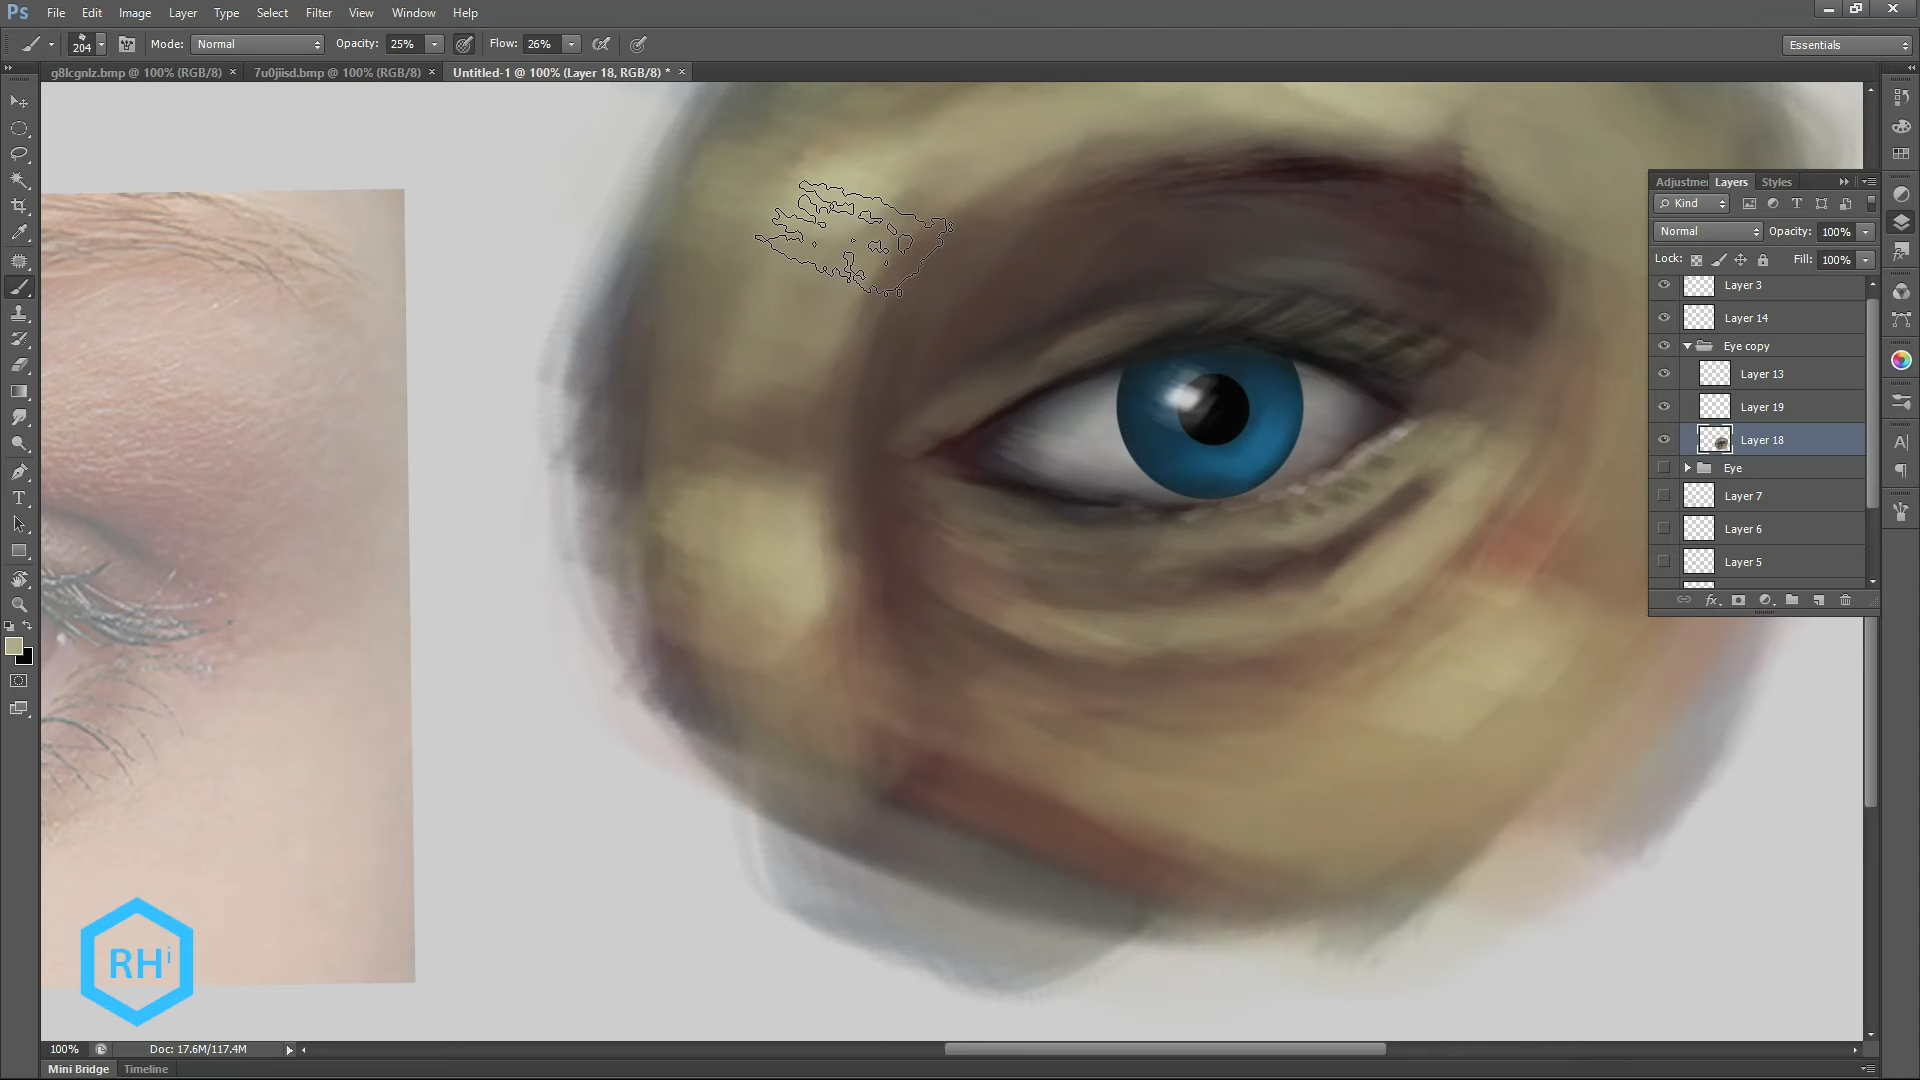 Ps File Edit Image Layer Type Select Filter View Window Help
204 Mode: Normal Opacity: 25% Flow: 26% Essentials
g8lcgnlz.bmp @ 100% (RGB/8) × 7u0jiisd.bmp @ 100% (RGB/8) × Untitled-1 @ 100% (Layer 18, RGB/8) * ×
Adjustmen Layers Styles
Kind
Normal Opacity: 100%
Lock: Fill: 100%
Layer 3
Layer 14
Eye copy
Layer 13
Layer 19
Layer 18
Eye
Layer 7
Layer 6
Layer 5
RHi
100% Doc: 17.6M/117.4M
Mini Bridge Timeline